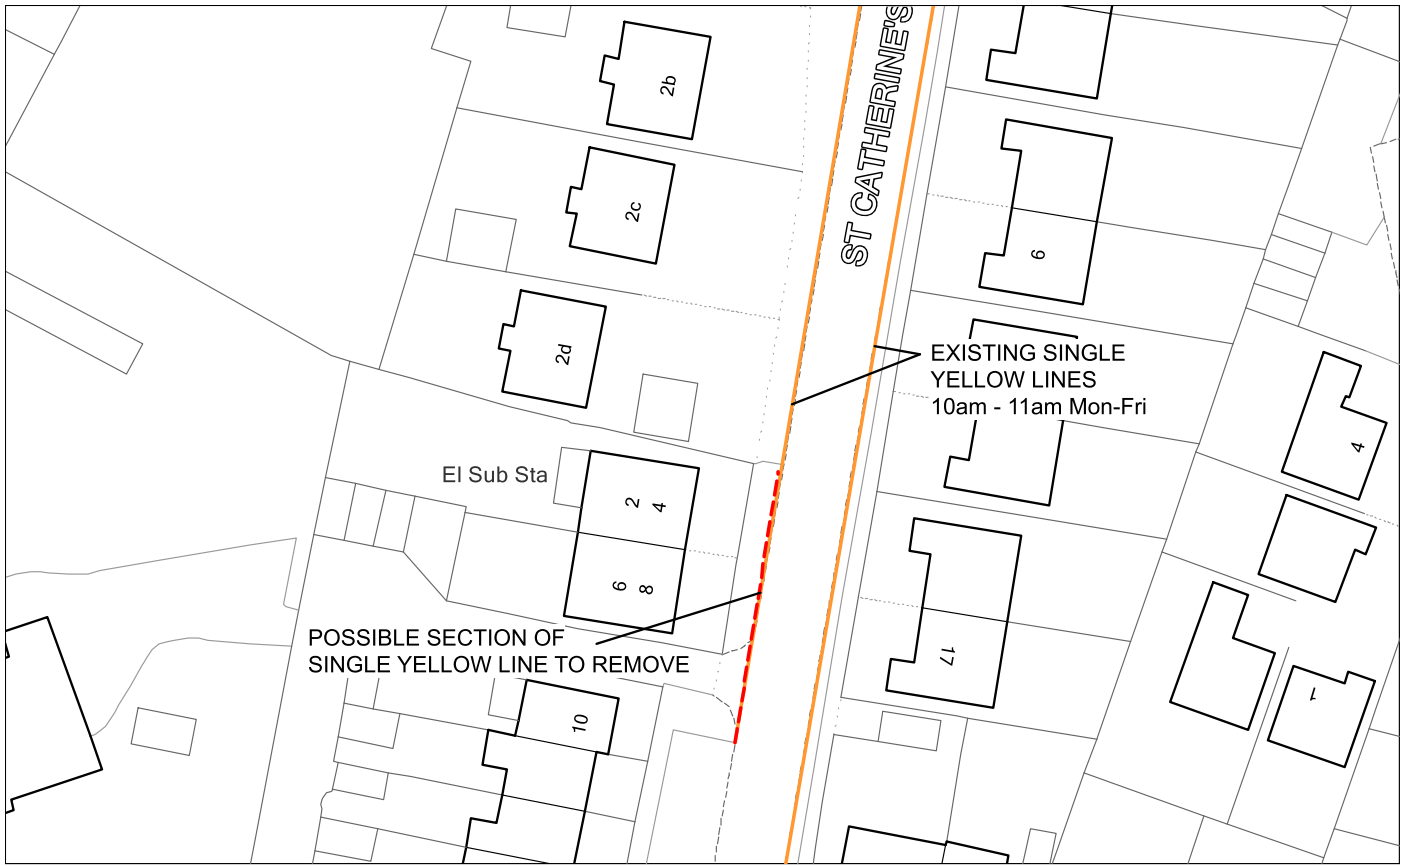 2b
ST CATHERINE'S
2c
6
2d
EXISTING SINGLE
YELLOW LINES
10am - 11am Mon-Fri
4
El Sub Sta
2
4
6
8
POSSIBLE SECTION OF
SINGLE YELLOW LINE TO REMOVE
17
1
10